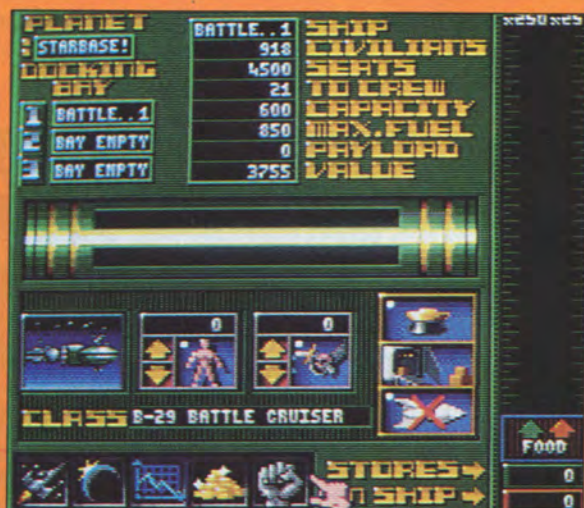 PLANET
STARBASE!
DOCKING
BAY
1 BATTLE..1
2 BAY EMPTY
3 BAY EMPTY
BATTLE..1 SHIP
918 CIVILIANS
4500 SEATS
21 TO CREW
600 CAPACITY
850 MAX.FUEL
0 PAYLOAD
3755 VALUE
x250 x25
0
0
CLASS B-29 BATTLE CRUISER
FOOD
STORES 0
SHIP 0